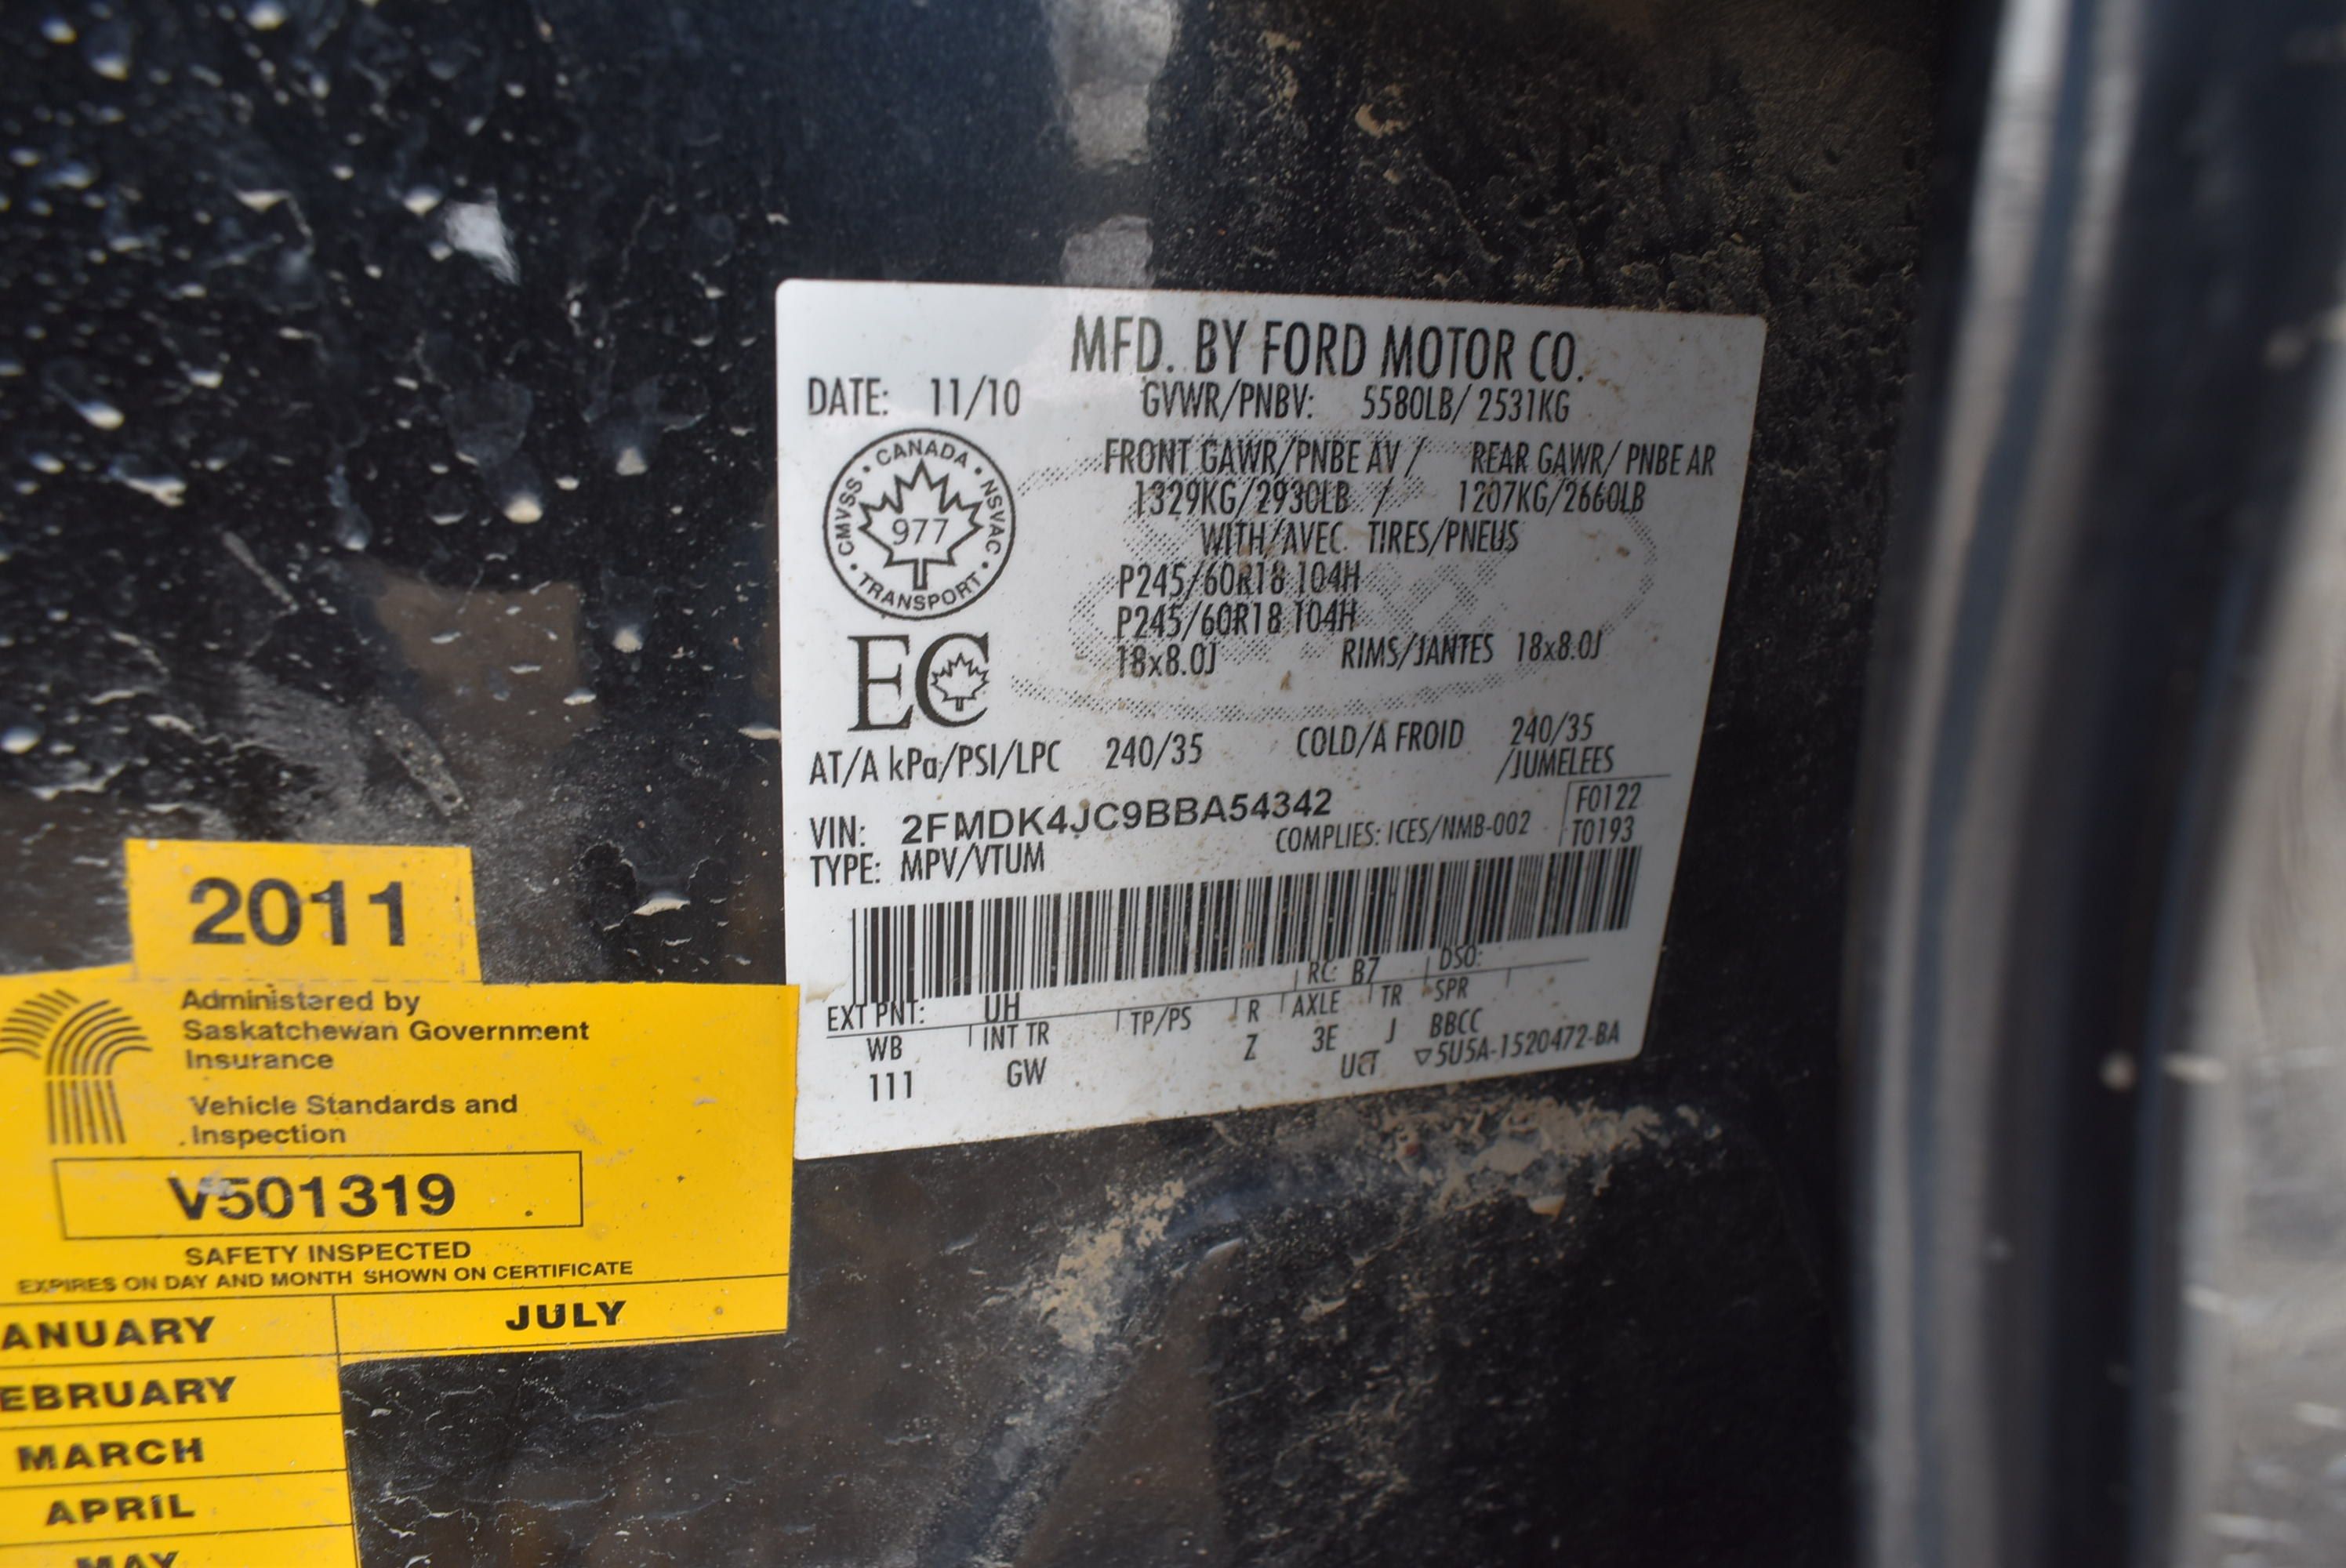 MFD. BY FORD MOTOR CO.
DATE: 11/10 GVWR/PNBV: 5580LB/ 2531KG
CANADA • NSVAC • TRANSPORT • CMVSS •
977
FRONT GAWR/PNBE AV / REAR GAWR/ PNBE AR
1329KG/2930LB / 1207KG/2660LB
WITH/AVEC TIRES/PNEUS
P245/60R18 104H
P245/60R18 104H
18x8.0J RIMS/JANTES 18x8.0J
EC
AT/A kPa/PSI/LPC 240/35 COLD/A FROID 240/35
/JUMELEES
VIN: 2FMDK4JC9BBA54342
F0122
T0193
COMPLIES: ICES/NMB-002
TYPE: MPV/VTUM
RC: B7 DSO:
EXT PNT: UH
WB INT TR TP/PS R AXLE TR SPR
111 GW Z 3E J BBCC
UCT ▽5U5A-1520472-BA
2011
Administered by
Saskatchewan Government
Insurance
Vehicle Standards and
Inspection
V501319
SAFETY INSPECTED
EXPIRES ON DAY AND MONTH SHOWN ON CERTIFICATE
ANUARY JULY
EBRUARY
MARCH
APRIL
MAY